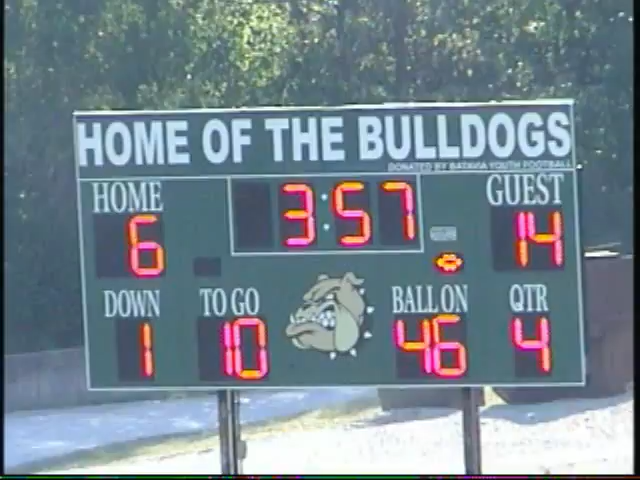 HOME OF THE BULLDOGS
DONATED BY BATAVIA YOUTH FOOTBALL
HOME 3:57 GUEST
6 14
DOWN TO GO BALL ON QTR
1 10 46 4